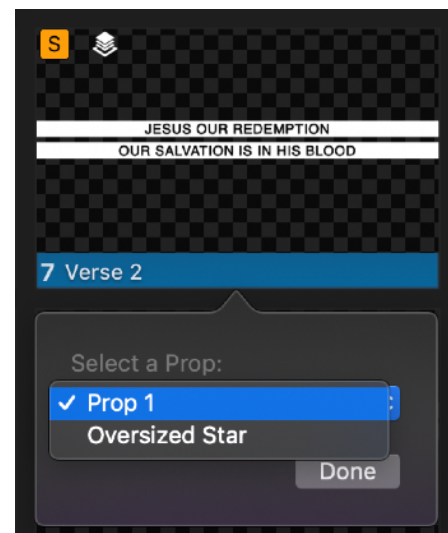 S
JESUS OUR REDEMPTION
OUR SALVATION IS IN HIS BLOOD
7 Verse 2
Select a Prop:
✓ Prop 1
Oversized Star
Done